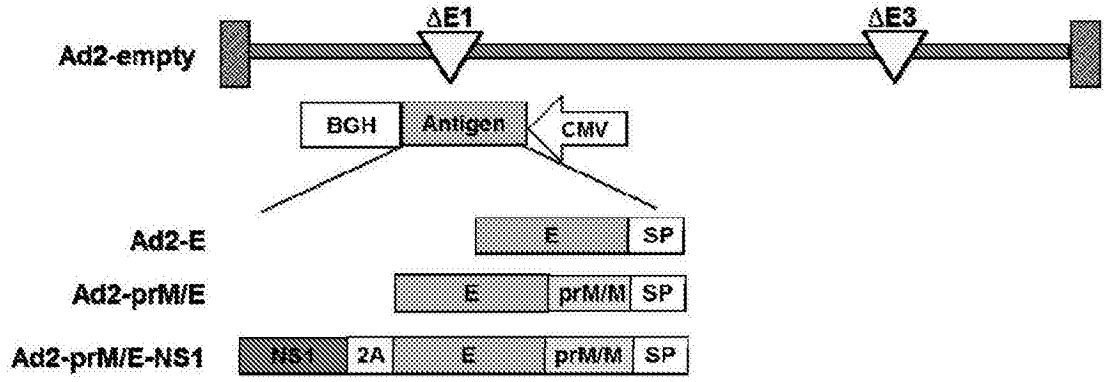 ΔE1 ΔE3
Ad2-empty
BGH Antigen CMV
Ad2-E E SP
Ad2-prM/E E prM/M SP
Ad2-prM/E-NS1 NS1 2A E prM/M SP